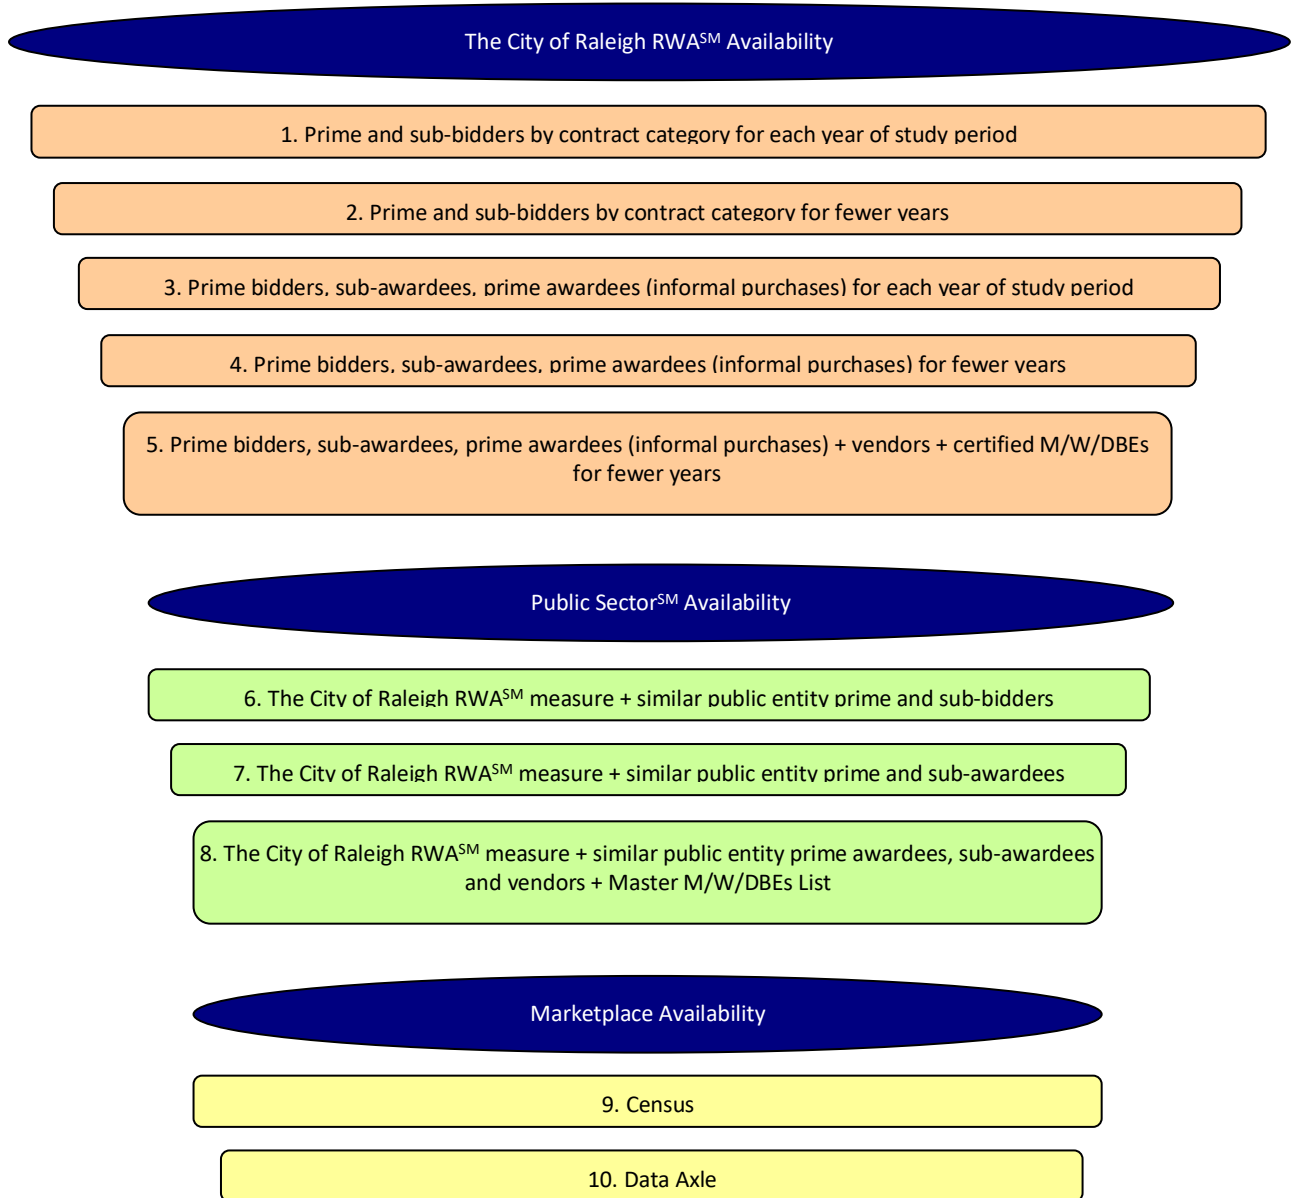 The City of Raleigh RWA℠ Availability
1. Prime and sub-bidders by contract category for each year of study period
2. Prime and sub-bidders by contract category for fewer years
3. Prime bidders, sub-awardees, prime awardees (informal purchases) for each year of study period
4. Prime bidders, sub-awardees, prime awardees (informal purchases) for fewer years
5. Prime bidders, sub-awardees, prime awardees (informal purchases) + vendors + certified M/W/DBEs
for fewer years
Public Sector℠ Availability
6. The City of Raleigh RWA℠ measure + similar public entity prime and sub-bidders
7. The City of Raleigh RWA℠ measure + similar public entity prime and sub-awardees
8. The City of Raleigh RWA℠ measure + similar public entity prime awardees, sub-awardees
and vendors + Master M/W/DBEs List
Marketplace Availability
9. Census
10. Data Axle